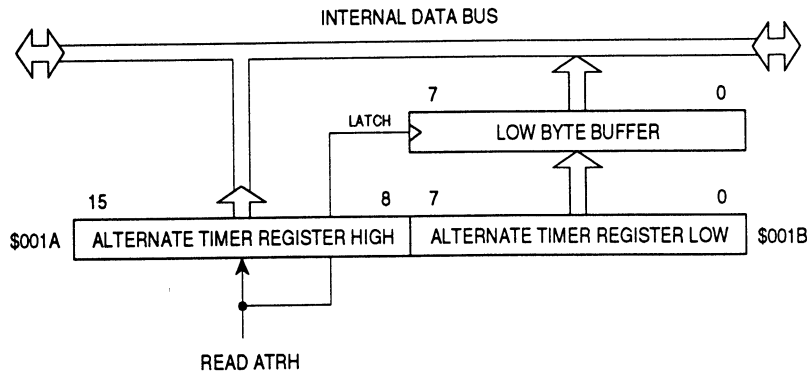 INTERNAL DATA BUS
7 0
LATCH
LOW BYTE BUFFER
15 8 7 0
$001A ALTERNATE TIMER REGISTER HIGH ALTERNATE TIMER REGISTER LOW $001B
READ ATRH